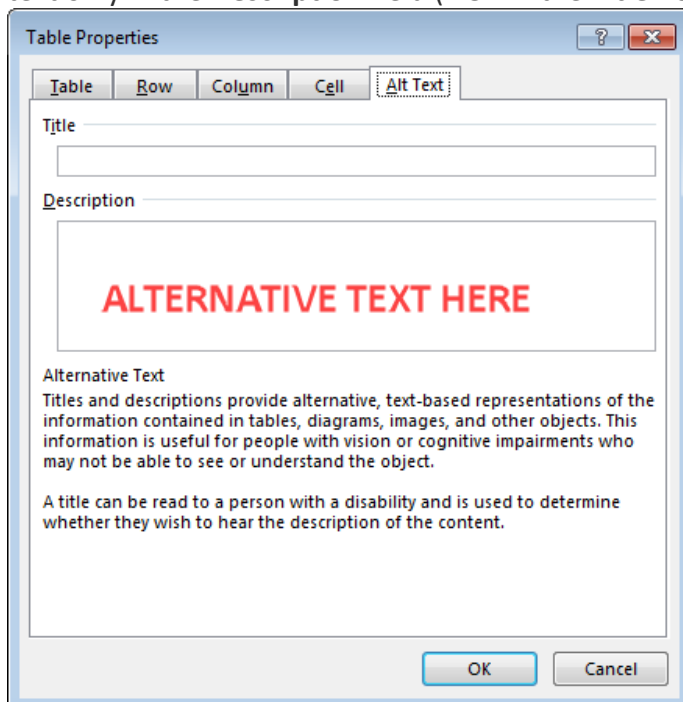 Table Properties
?
Table Row Column Cell Alt Text
Title
Description
ALTERNATIVE TEXT HERE
Alternative Text
Titles and descriptions provide alternative, text-based representations of the
information contained in tables, diagrams, images, and other objects. This
information is useful for people with vision or cognitive impairments who
may not be able to see or understand the object.
A title can be read to a person with a disability and is used to determine
whether they wish to hear the description of the content.
OK Cancel